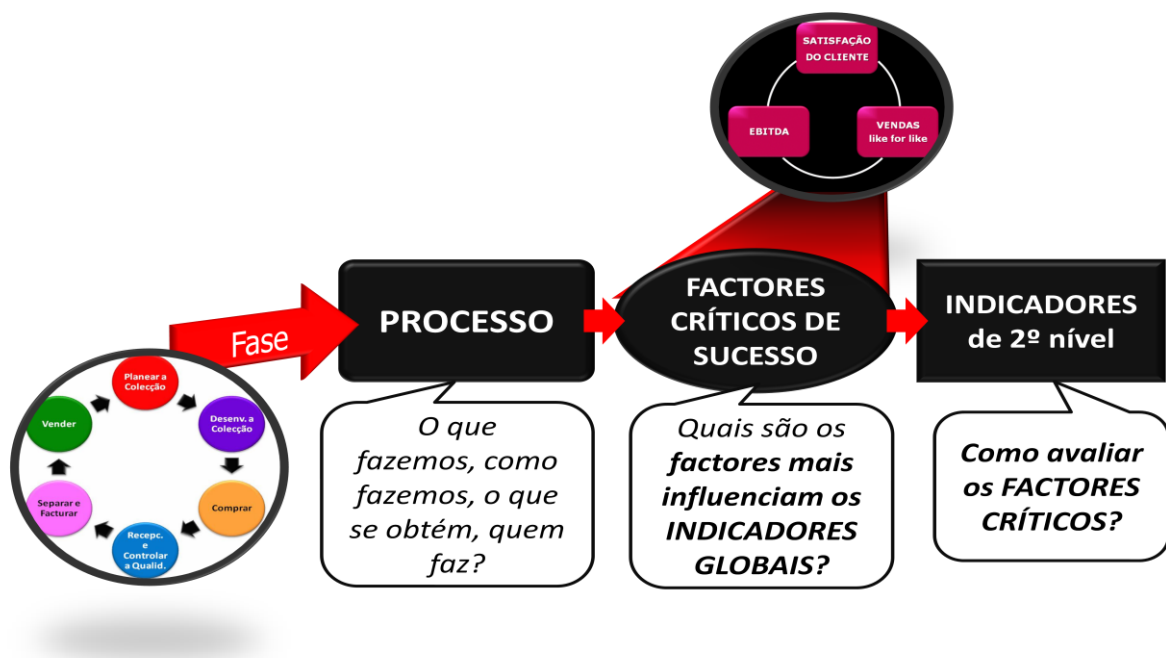 SATISFAÇÃO
DO CLIENTE
EBITDA
VENDAS
like for like
Fase
PROCESSO
FACTORES
CRÍTICOS DE
SUCESSO
INDICADORES
de 2º nível
Planear a
Colecção
Desenv. a
Colecção
Comprar
Recepc.
e
Controlar
a Qualid.
Separar e
Facturar
Vender
O que
fazemos, como
fazemos, o que
se obtém, quem
faz?
Quais são os
factores mais
influenciam os
INDICADORES
GLOBAIS?
Como avaliar
os FACTORES
CRÍTICOS?